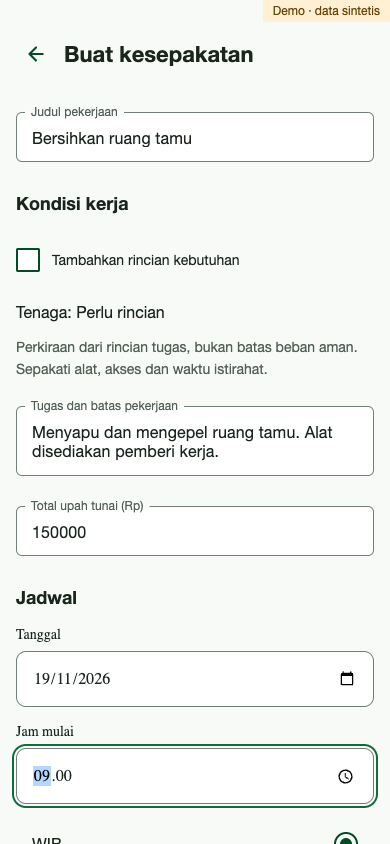 Demo · data sintetis
Buat kesepakatan
Judul pekerjaan
Bersihkan ruang tamu
Kondisi kerja
Tambahkan rincian kebutuhan
Tenaga: Perlu rincian
Perkiraan dari rincian tugas, bukan batas beban aman.
Sepakati alat, akses dan waktu istirahat.
Tugas dan batas pekerjaan
Menyapu dan mengepel ruang tamu. Alat
disediakan pemberi kerja.
Total upah tunai (Rp)
150000
Jadwal
Tanggal
19/11/2026
Jam mulai
09.00
WIB